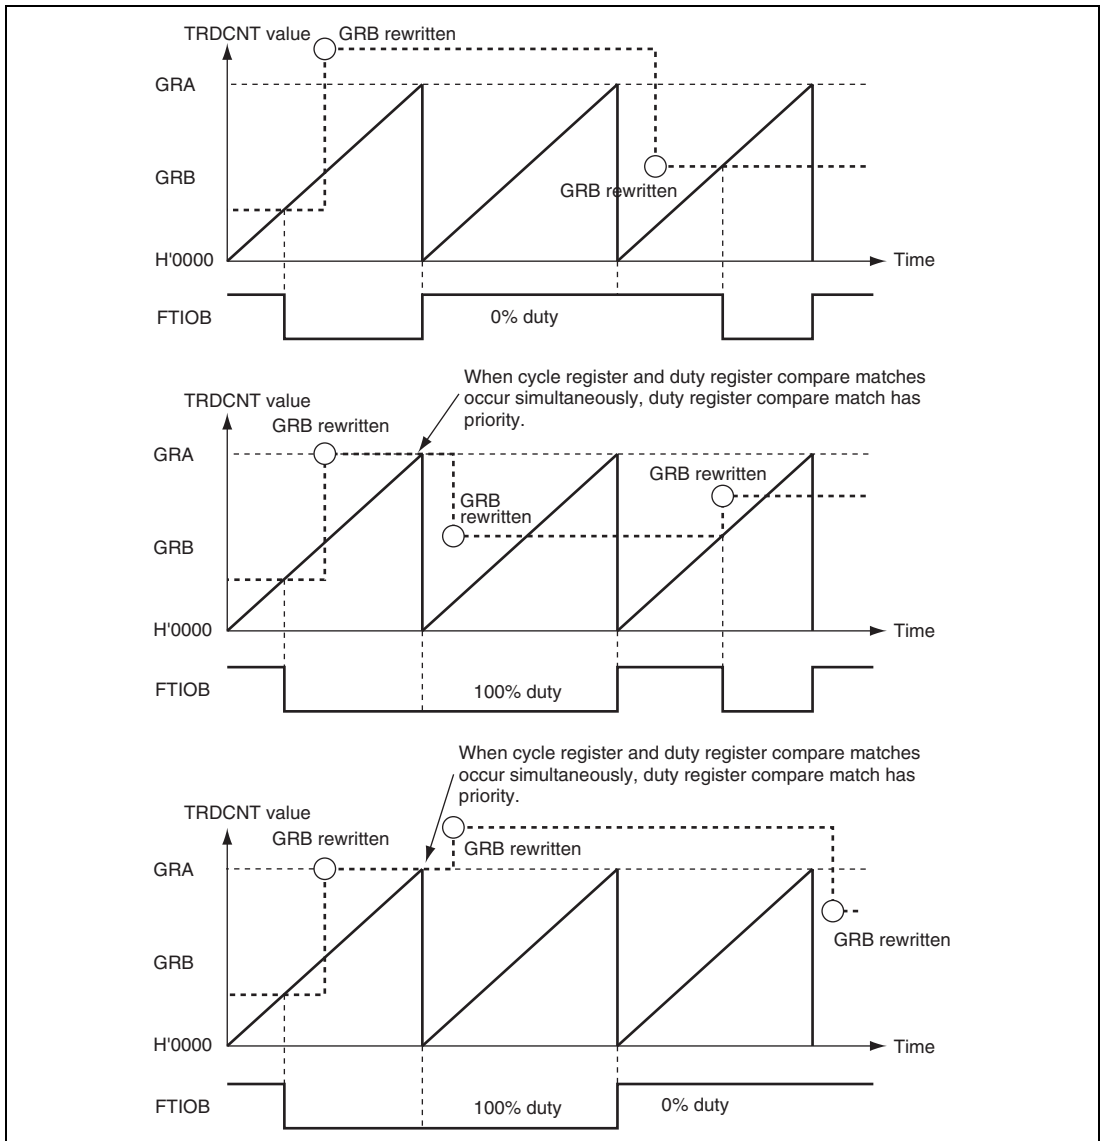 TRDCNT value
GRB rewritten
GRA
GRB
GRB rewritten
H'0000
Time
FTIOB
0% duty
When cycle register and duty register compare matches
occur simultaneously, duty register compare match has
priority.
TRDCNT value
GRB rewritten
GRA
GRB rewritten
GRB
rewritten
GRB
H'0000
Time
FTIOB
100% duty
When cycle register and duty register compare matches
occur simultaneously, duty register compare match has
priority.
TRDCNT value
GRB rewritten
GRB rewritten
GRA
GRB rewritten
GRB
H'0000
Time
FTIOB
100% duty
0% duty